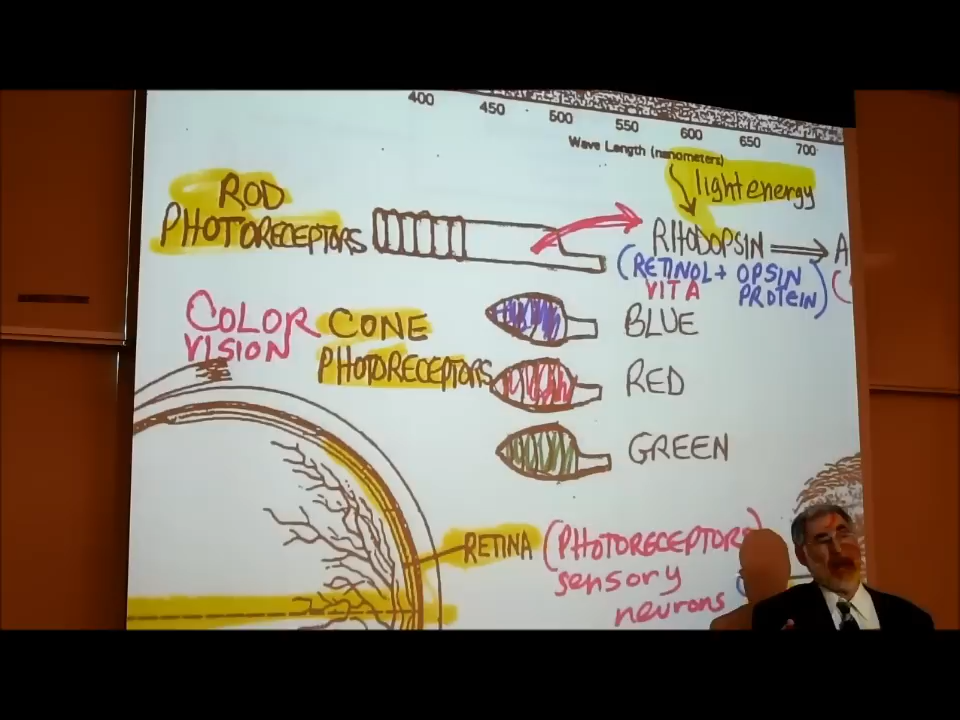 400 450 500 550 600 650 700
Wave Length (nanometers)
light energy
ROD
PHOTORECEPTORS
RHODOPSIN
A
(RETINOL + OPSIN
VIT A PROTEIN)
(
COLOR
VISION
CONE
PHOTORECEPTORS
BLUE
RED
GREEN
RETINA (PHOTORECEPTORS)
sensory
neurons